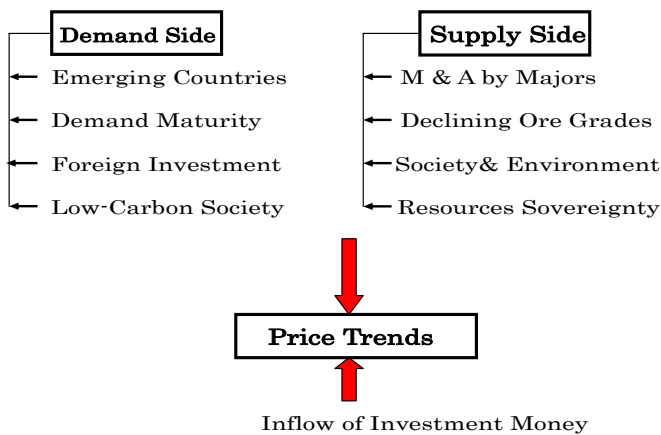 Demand Side
Emerging Countries
Demand Maturity
Foreign Investment
Low-Carbon Society
Supply Side
M & A by Majors
Declining Ore Grades
Society& Environment
Resources Sovereignty
Price Trends
Inflow of Investment Money